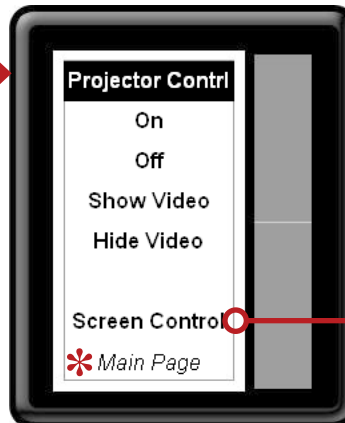 Projector Contrl
On
Off
Show Video
Hide Video
Screen Control
* Main Page